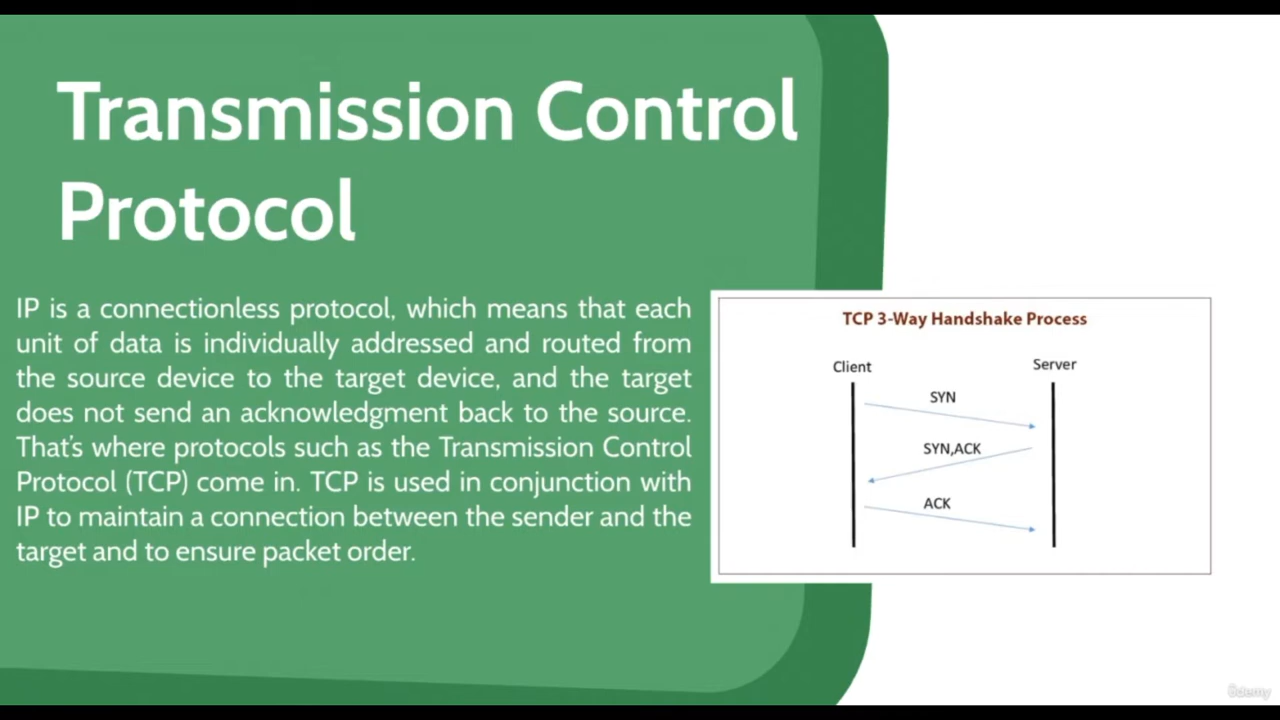 Transmission Control
Protocol
IP is a connectionless protocol, which means that each
unit of data is individually addressed and routed from
the source device to the target device, and the target
does not send an acknowledgment back to the source.
That's where protocols such as the Transmission Control
Protocol (TCP) come in. TCP is used in conjunction with
IP to maintain a connection between the sender and the
target and to ensure packet order.
TCP 3-Way Handshake Process
Client
Server
SYN
SYN,ACK
ACK
ûdemy